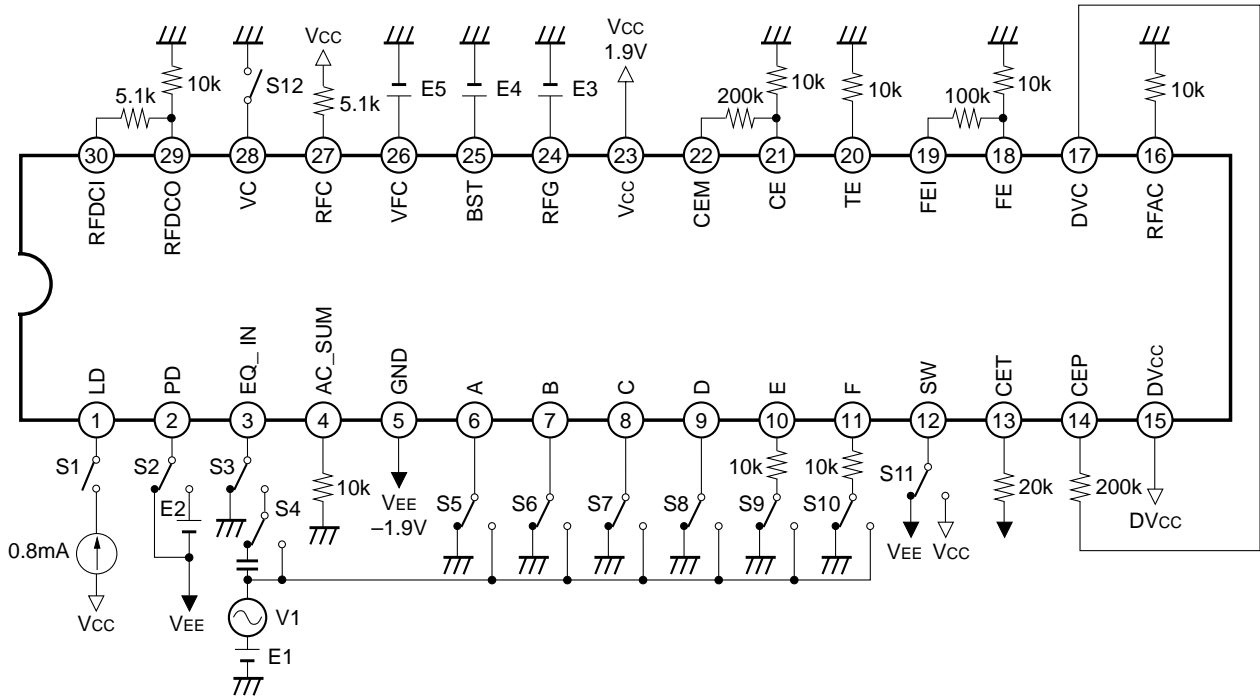 VCC
VCC
1.9V
10k
S12
5.1k
5.1k
E5
E4
E3
200k
10k
10k
100k
10k
10k
30 29 28 27 26 25 24 23 22 21 20 19 18 17 16
RFDCI RFDCO VC RFC VFC BST RFG VCC CEM CE TE FEI FE DVC RFAC
LD PD EQ_IN AC_SUM GND A B C D E F SW CET CEP DVCC
1 2 3 4 5 6 7 8 9 10 11 12 13 14 15
S1
S2
S3
S4
E2
10k
VEE
–1.9V
S5
S6
S7
S8
10k
S9
10k
S10
S11
VEE
VCC
20k
200k
DVCC
0.8mA
VCC
VEE
V1
E1